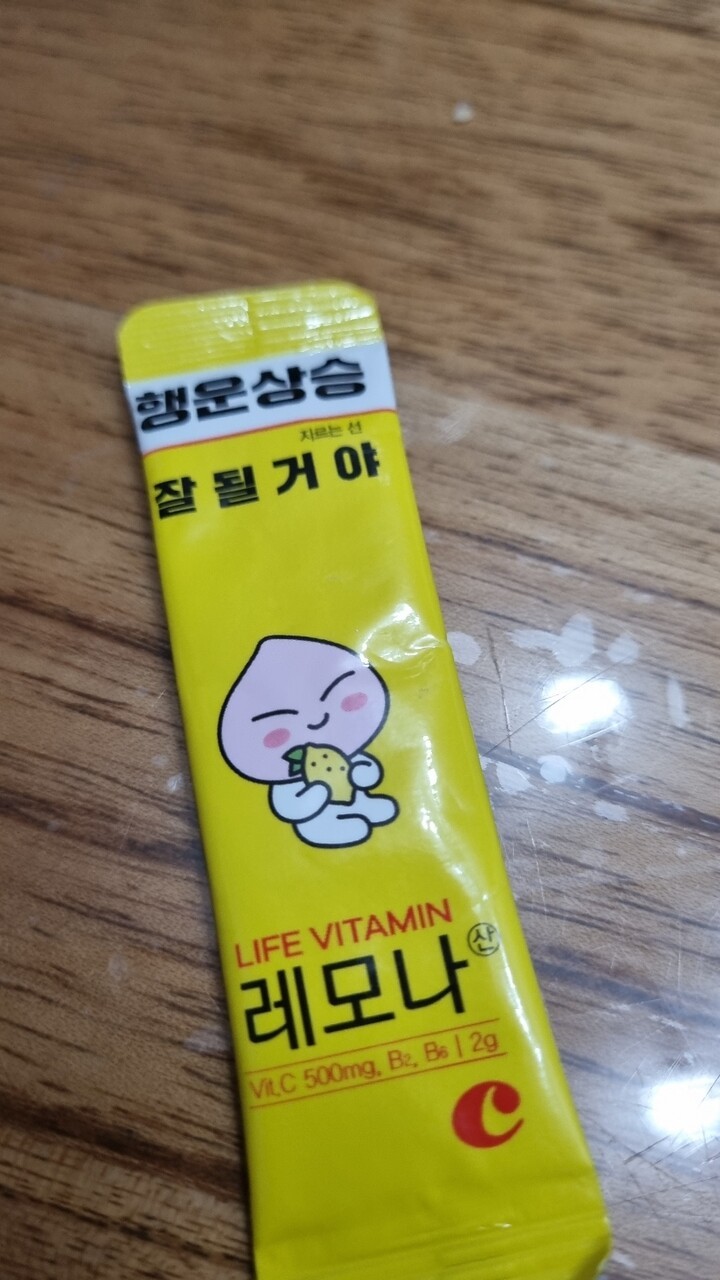 행운상승
자르는 선
잘 될 거 야
LIFE VITAMIN
레모나 산
Vit.C 500mg, B2, B6 | 2g
C